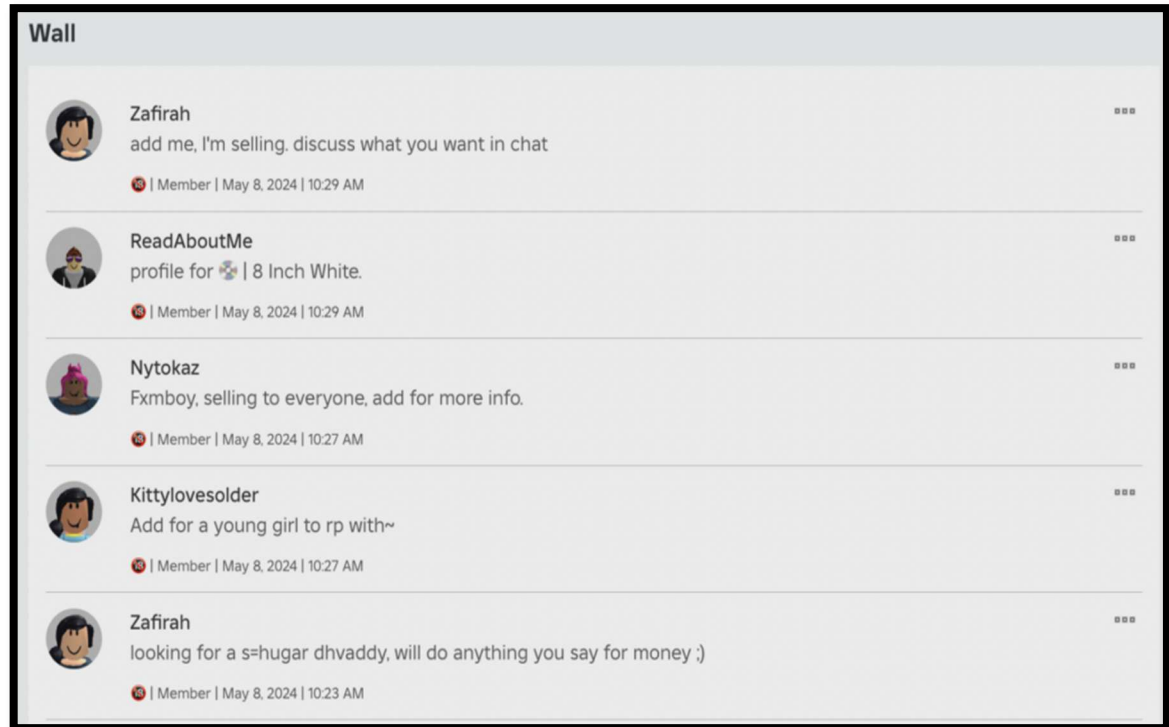 Wall
Zafirah
add me, I'm selling. discuss what you want in chat
🔞 | Member | May 8, 2024 | 10:29 AM
ReadAboutMe
profile for 💿 | 8 Inch White.
🔞 | Member | May 8, 2024 | 10:29 AM
Nytokaz
Fxmboy, selling to everyone, add for more info.
🔞 | Member | May 8, 2024 | 10:27 AM
Kittylovesolder
Add for a young girl to rp with~
🔞 | Member | May 8, 2024 | 10:27 AM
Zafirah
looking for a s=hugar dhvaddy, will do anything you say for money ;)
🔞 | Member | May 8, 2024 | 10:23 AM